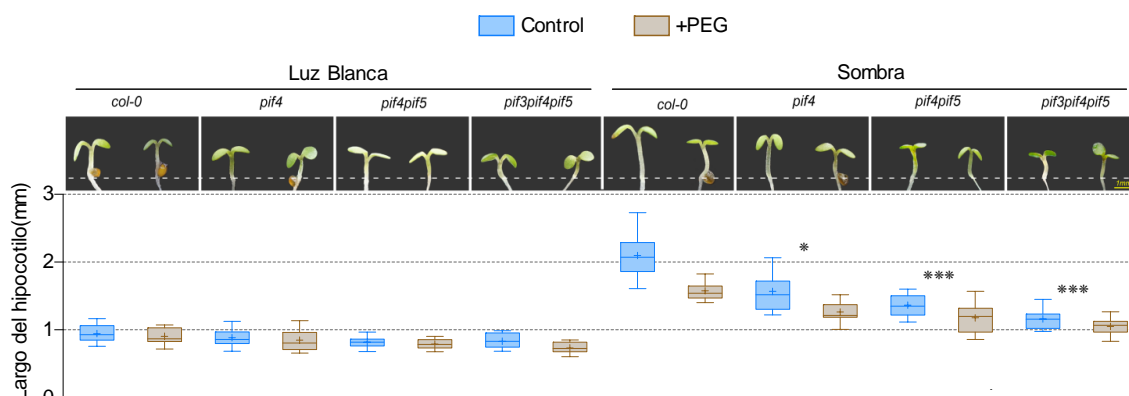 Control +PEG
Luz Blanca Sombra
col-0 pif4 pif4pif5 pif3pif4pif5 col-0 pif4 pif4pif5 pif3pif4pif5
1mm
Largo del hipocotilo(mm)
3
2
1
0
* *** ***